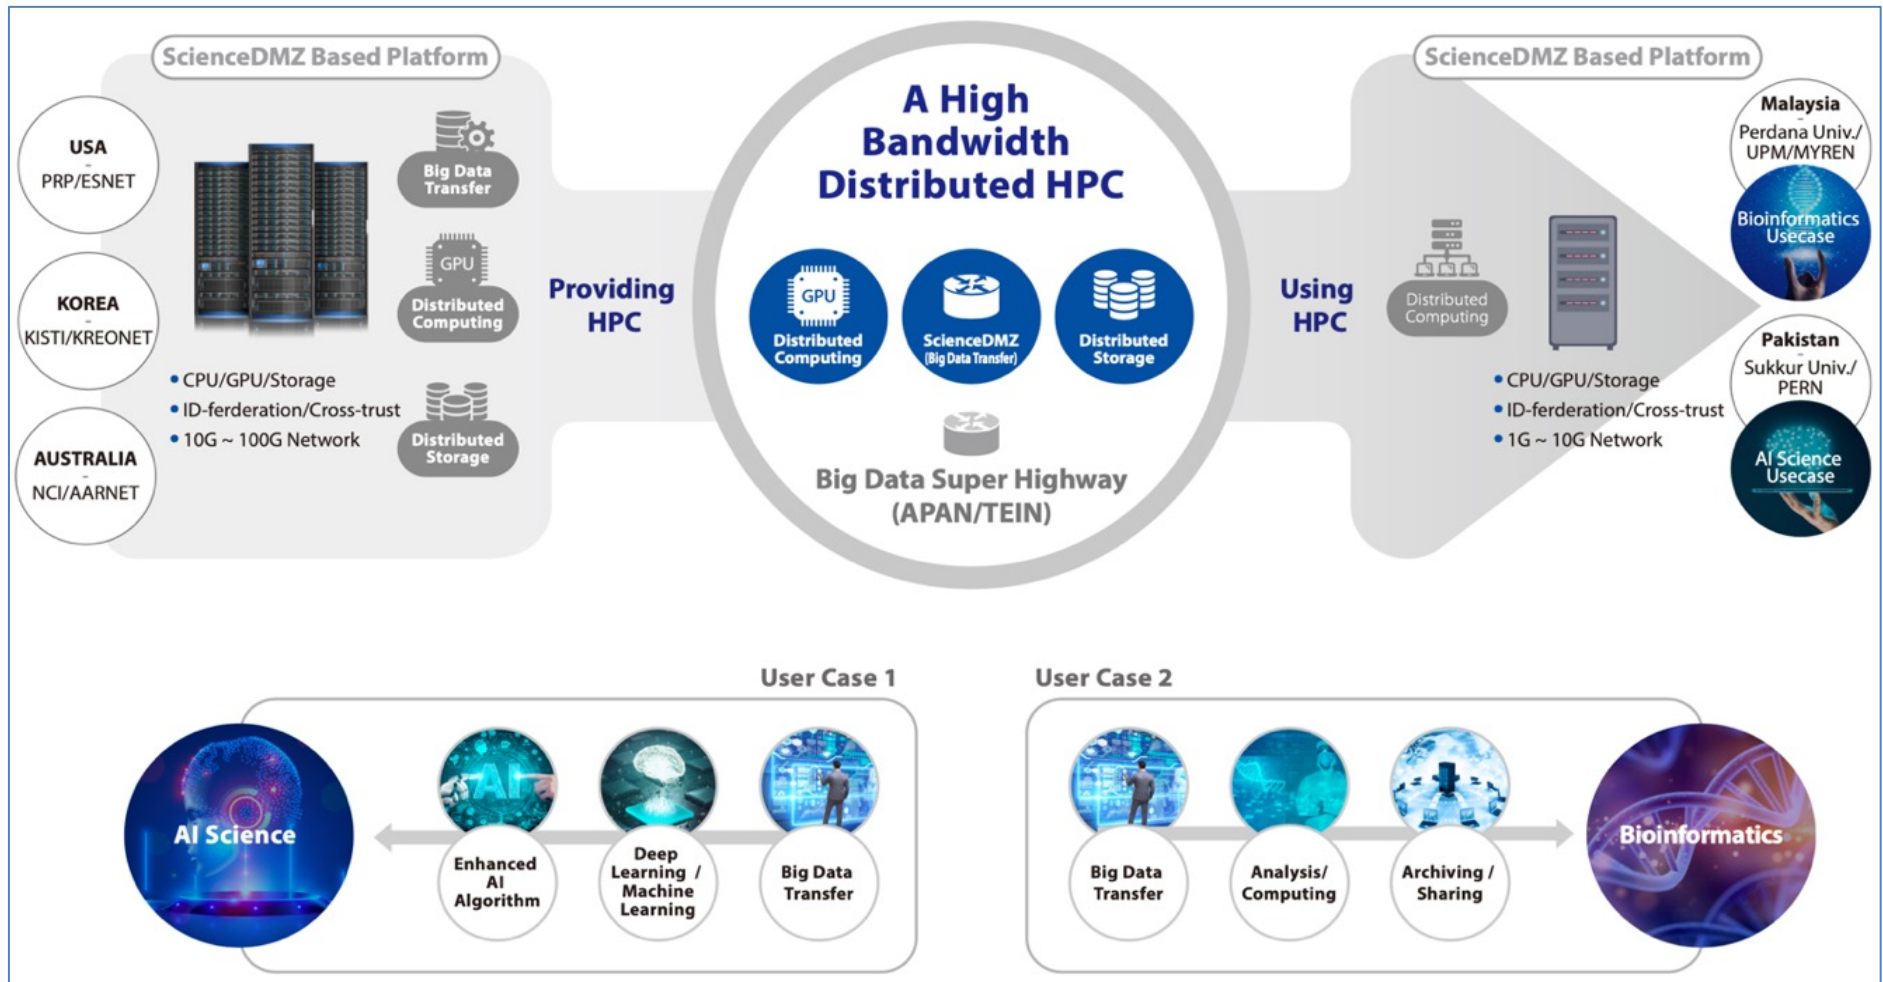 ScienceDMZ Based Platform
USA
-
PRP/ESNET
KOREA
-
KISTI/KREONET
AUSTRALIA
-
NCI/AARNET
Big Data
Transfer
GPU
Distributed
Computing
Distributed
Storage
• CPU/GPU/Storage
• ID-ferderation/Cross-trust
• 10G ~ 100G Network
Providing
HPC
A High
Bandwidth
Distributed HPC
GPU
Distributed
Computing
ScienceDMZ
(Big Data Transfer)
Distributed
Storage
Big Data Super Highway
(APAN/TEIN)
Using
HPC
ScienceDMZ Based Platform
Distributed
Computing
• CPU/GPU/Storage
• ID-ferderation/Cross-trust
• 1G ~ 10G Network
Malaysia
-
Perdana Univ./
UPM/MYREN
Bioinformatics
Usecase
Pakistan
-
Sukkur Univ./
PERN
AI Science
Usecase
User Case 1
AI Science
AI
Enhanced
AI
Algorithm
Deep
Learning /
Machine
Learning
Big Data
Transfer
User Case 2
Big Data
Transfer
Analysis/
Computing
Archiving /
Sharing
Bioinformatics